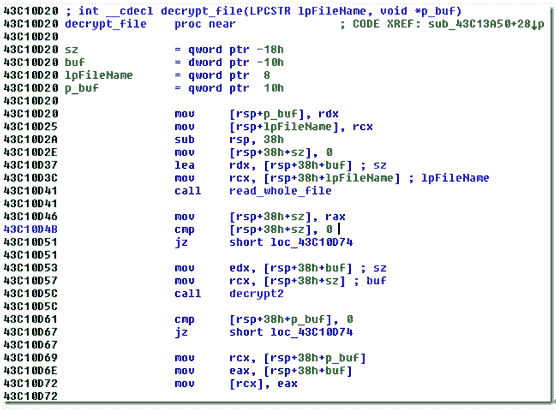 43C10D20 ; int __cdecl decrypt_file(LPCSTR lpFileName, void *p_buf)
43C10D20 decrypt_file    proc near               ; CODE XREF: sub_43C13A50+28↓p
43C10D20
43C10D20 sz              = qword ptr -18h
43C10D20 buf             = dword ptr -10h
43C10D20 lpFileName      = qword ptr  8
43C10D20 p_buf           = qword ptr  10h
43C10D20
43C10D20                 mov     [rsp+p_buf], rdx
43C10D25                 mov     [rsp+lpFileName], rcx
43C10D2A                 sub     rsp, 38h
43C10D2E                 mov     [rsp+38h+sz], 0
43C10D37                 lea     rdx, [rsp+38h+buf] ; sz
43C10D3C                 mov     rcx, [rsp+38h+lpFileName] ; lpFileName
43C10D41                 call    read_whole_file
43C10D41
43C10D46                 mov     [rsp+38h+sz], rax
43C10D4B                 cmp     [rsp+38h+sz], 0
43C10D51                 jz      short loc_43C10D74
43C10D51
43C10D53                 mov     edx, [rsp+38h+buf] ; sz
43C10D57                 mov     rcx, [rsp+38h+sz] ; buf
43C10D5C                 call    decrypt2
43C10D5C
43C10D61                 cmp     [rsp+38h+p_buf], 0
43C10D67                 jz      short loc_43C10D74
43C10D67
43C10D69                 mov     rcx, [rsp+38h+p_buf]
43C10D6E                 mov     eax, [rsp+38h+buf]
43C10D72                 mov     [rcx], eax
43C10D72